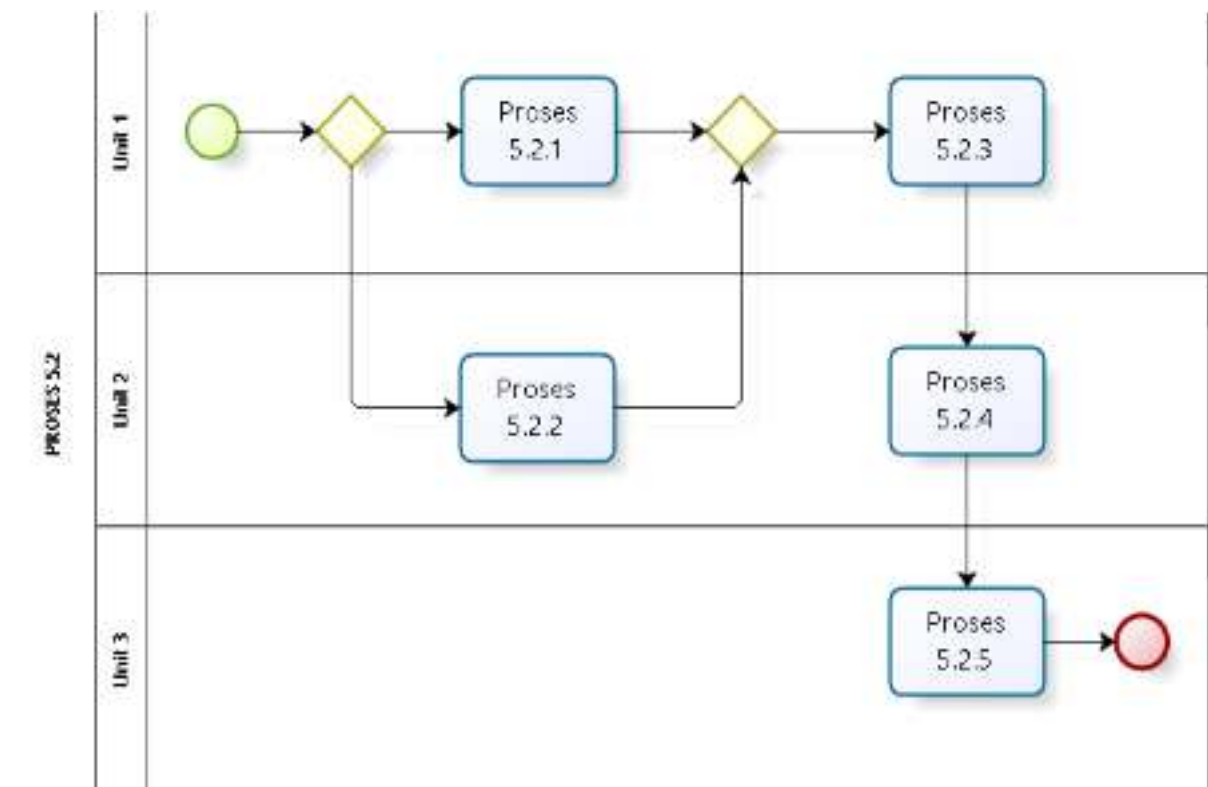 PROSES 5.2
Unit 1
Proses
5.2.1
Proses
5.2.3
Unit 2
Proses
5.2.2
Proses
5.2.4
Unit 3
Proses
5.2.5